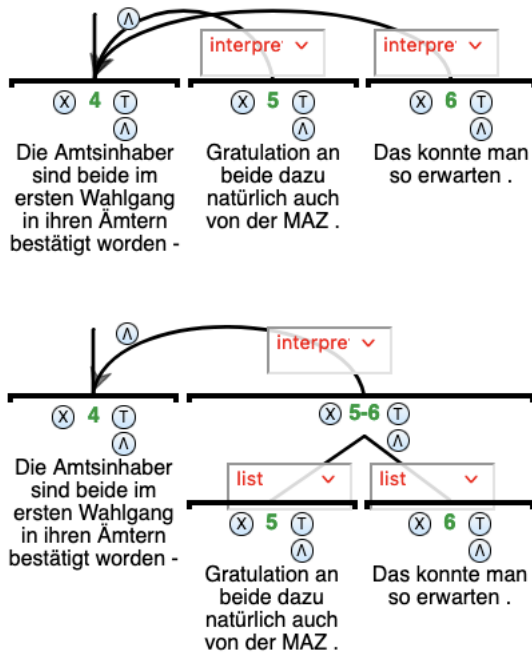 Λ
interpre
interpre
X 4 T
X 5 T
X 6 T
Λ
Λ
Λ
Die Amtsinhaber
sind beide im
ersten Wahlgang
in ihren Ämtern
bestätigt worden -
Gratulation an
beide dazu
natürlich auch
von der MAZ .
Das konnte man
so erwarten .
Λ
interpre
X 4 T
X 5-6 T
Λ
Λ
Die Amtsinhaber
sind beide im
ersten Wahlgang
in ihren Ämtern
bestätigt worden -
list
list
X 5 T
X 6 T
Λ
Λ
Gratulation an
beide dazu
natürlich auch
von der MAZ .
Das konnte man
so erwarten .